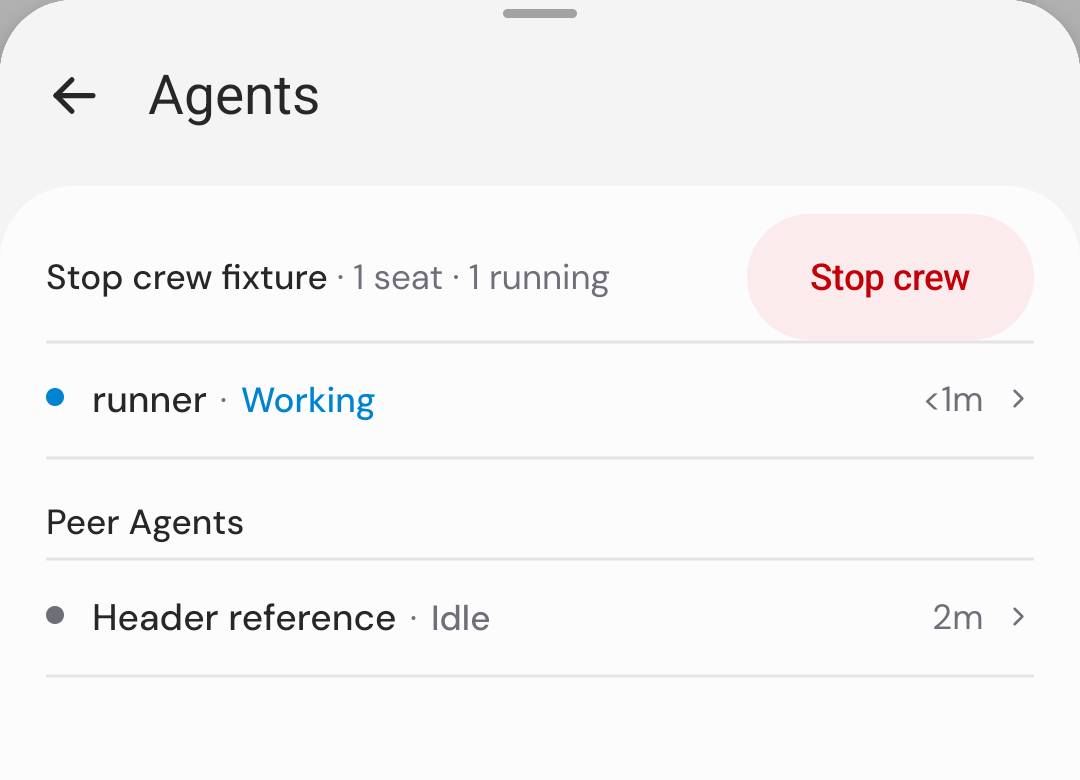 Agents
Stop crew fixture · 1 seat · 1 running Stop crew
runner · Working <1m
Peer Agents
Header reference · Idle 2m